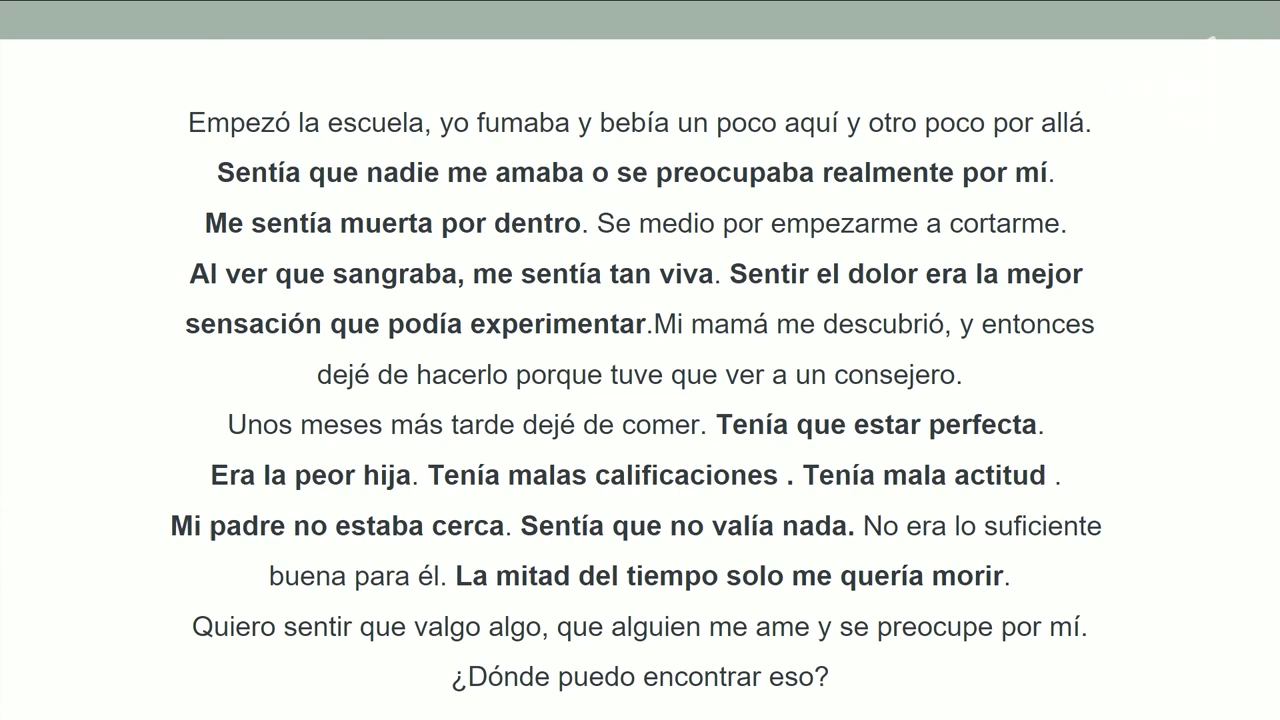 Empezó la escuela, yo fumaba y bebía un poco aquí y otro poco por allá.
Sentía que nadie me amaba o se preocupaba realmente por mí.
Me sentía muerta por dentro. Se medio por empezarme a cortarme.
Al ver que sangraba, me sentía tan viva. Sentir el dolor era la mejor
sensación que podía experimentar.Mi mamá me descubrió, y entonces
dejé de hacerlo porque tuve que ver a un consejero.
Unos meses más tarde dejé de comer. Tenía que estar perfecta.
Era la peor hija. Tenía malas calificaciones . Tenía mala actitud .
Mi padre no estaba cerca. Sentía que no valía nada. No era lo suficiente
buena para él. La mitad del tiempo solo me quería morir.
Quiero sentir que valgo algo, que alguien me ame y se preocupe por mí.
¿Dónde puedo encontrar eso?